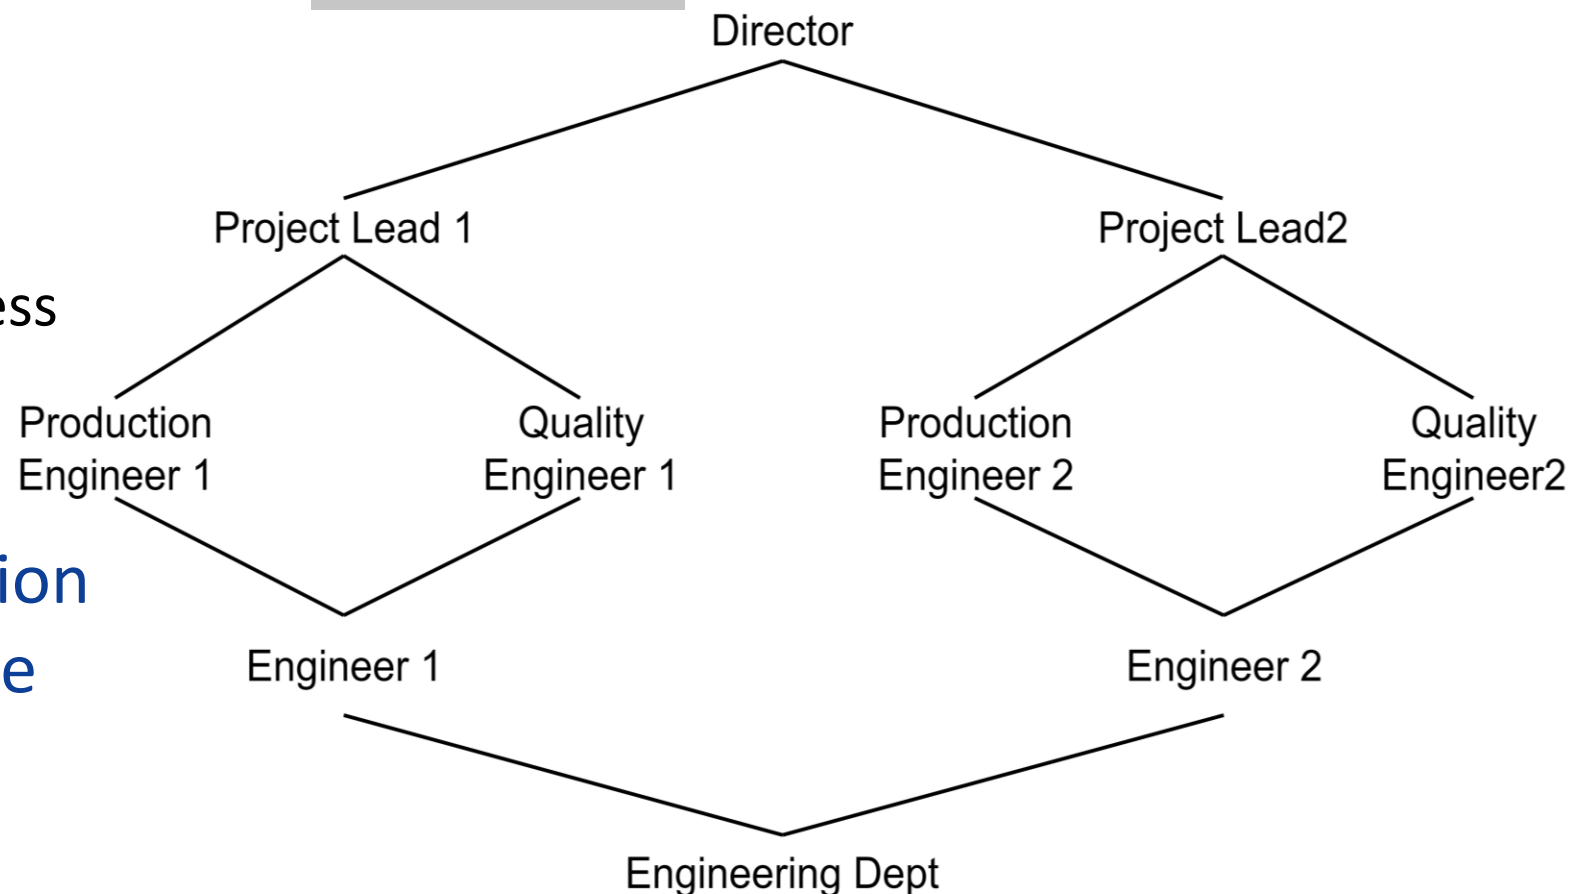 Director
Project Lead 1
Project Lead2
ess
Production
Engineer 1
Quality
Engineer 1
Production
Engineer 2
Quality
Engineer2
ion
e
Engineer 1
Engineer 2
Engineering Dept